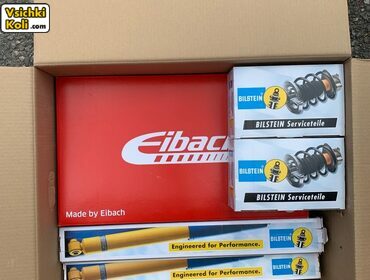 Vsichki
Koli.com
BILSTEIN
BILSTEIN Serviceteile
Eibach
BILSTEIN
BILSTEIN Serviceteile
Made by Eibach
Engineered for Performance.
BILSTEIN
Engineered for Performance.
BILSTEIN